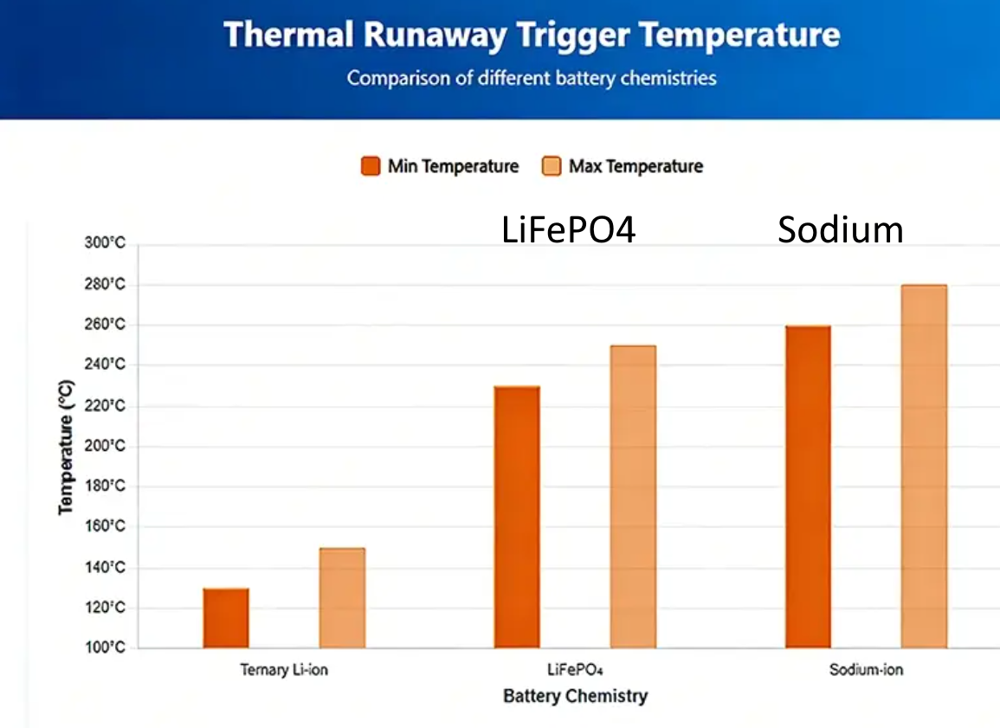 Thermal Runaway Trigger Temperature
Comparison of different battery chemistries
Min Temperature Max Temperature
LiFePO4 Sodium
300°C
280°C
260°C
240°C
220°C
200°C
180°C
160°C
140°C
120°C
100°C
Temperature (°C)
Ternary Li-ion LiFePO₄ Sodium-ion
Battery Chemistry